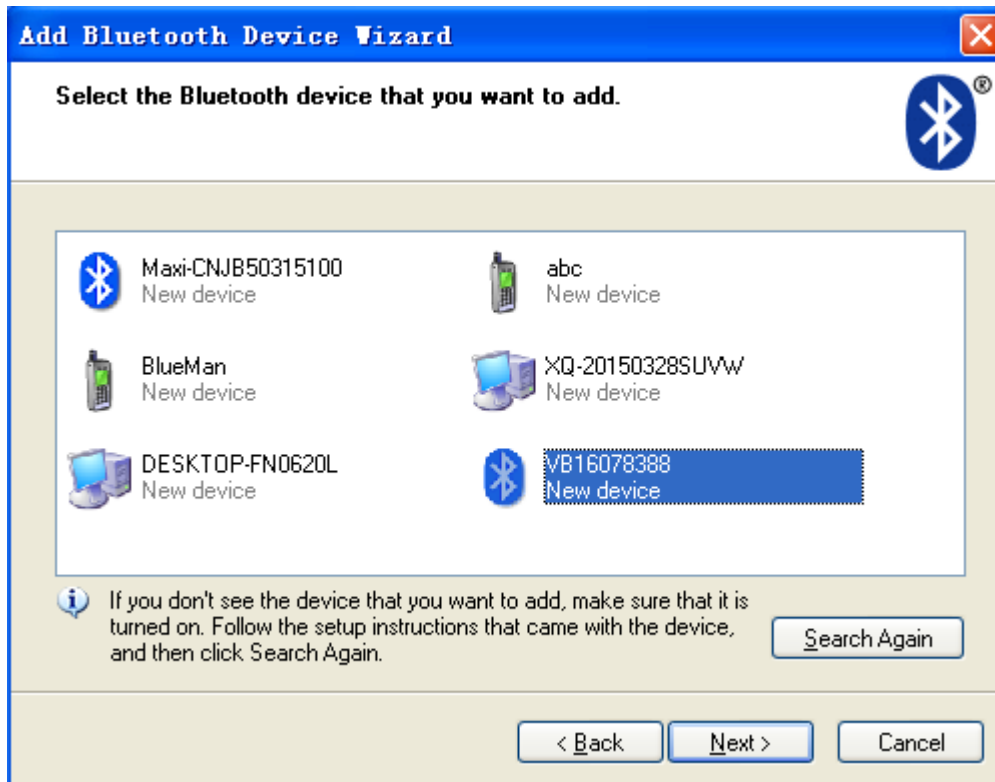 Add Bluetooth Device Wizard
Select the Bluetooth device that you want to add.
®
Maxi-CNJB50315100
New device
abc
New device
BlueMan
New device
XQ-20150328SUVW
New device
DESKTOP-FN0620L
New device
VB16078388
New device
If you don't see the device that you want to add, make sure that it is
turned on. Follow the setup instructions that came with the device,
and then click Search Again.
Search Again
< Back
Next >
Cancel